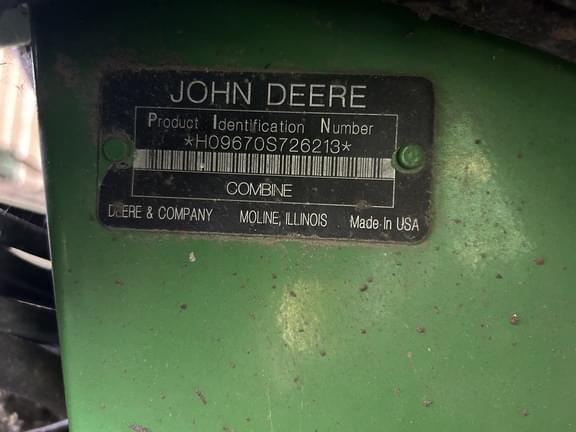 JOHN DEERE
Product Identification Number
*H09670S726213*
COMBINE
DEERE & COMPANY MOLINE, ILLINOIS Made In USA